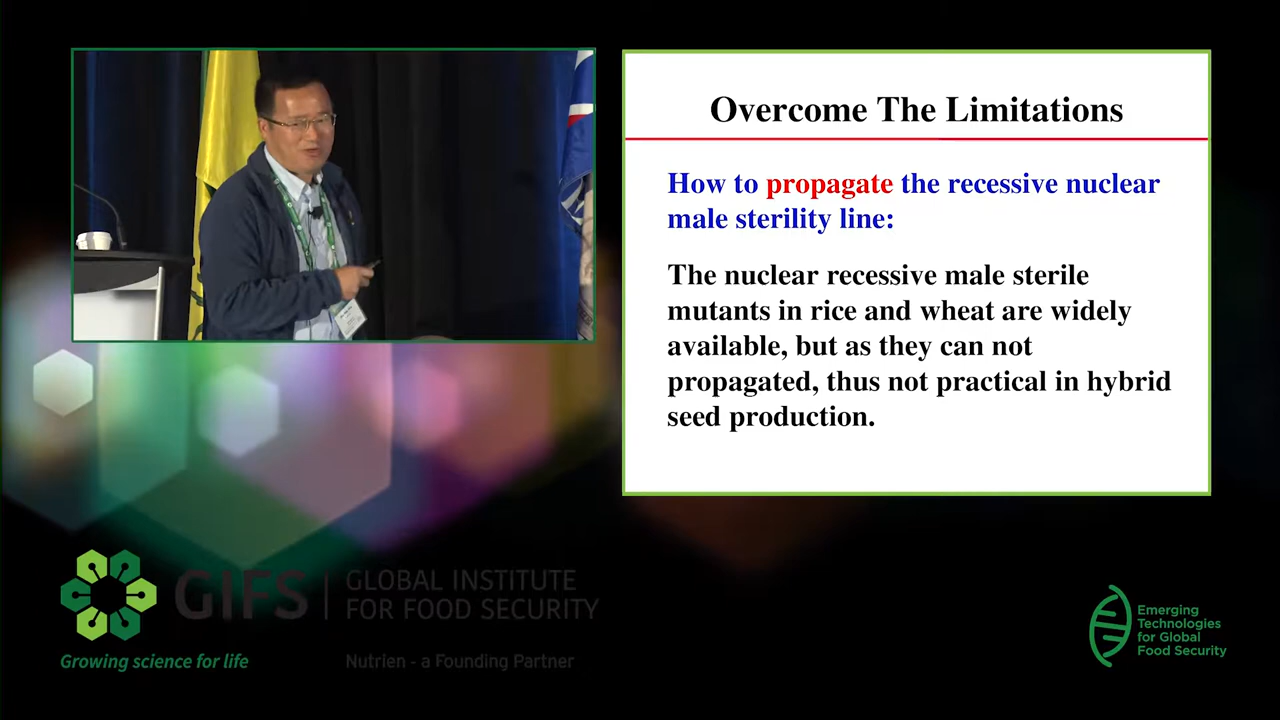 Overcome The Limitations
How to propagate the recessive nuclear
male sterility line:
The nuclear recessive male sterile
mutants in rice and wheat are widely
available, but as they can not
propagated, thus not practical in hybrid
seed production.
GIFS
GLOBAL INSTITUTE
FOR FOOD SECURITY
Growing science for life
Nutrien - a Founding Partner
Emerging
Technologies
for Global
Food Security